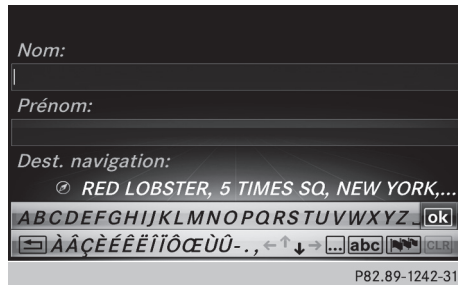 Nom:
Prénom:
Dest. navigation:
RED LOBSTER, 5 TIMES SQ, NEW YORK,...
ABCDEFGHIJKLMNOPQRSTUVWXYZ_ ok
ÀÂÇÈÉÊËÎÏÔŒÙÛ-.,←↑↓→... abc CLR
P82.89-1242-31